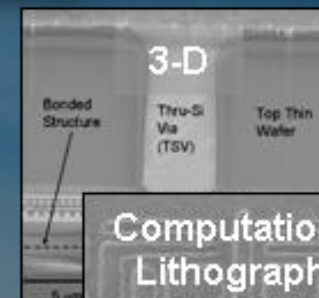 3-D
Bonded
Structure
Thru-Si
Via
(TSV)
Top Thin
Wafer
Computatio
Lithograph